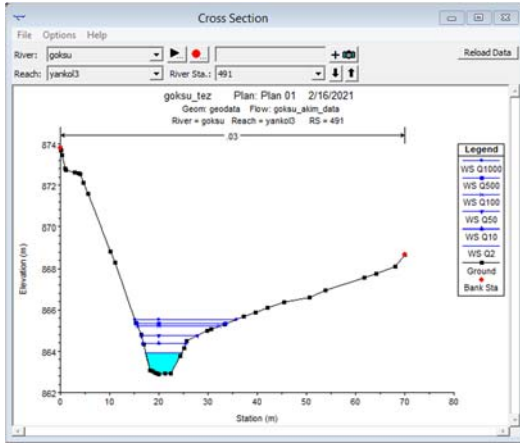 Cross Section
File Options Help
River: goksu
Reload Data
Reach: yankol3 River Sta.: 491
goksu_tez Plan: Plan 01 2/16/2021
Geom: geodata Flow: goksu_akim_data
River = goksu Reach = yankol3 RS = 491
.03
Legend
WS Q1000
WS Q500
WS Q100
WS Q50
WS Q10
WS Q2
Ground
Bank Sta
Elevation (m)
874
872
870
868
866
864
862
0 10 20 30 40 50 60 70 80
Station (m)